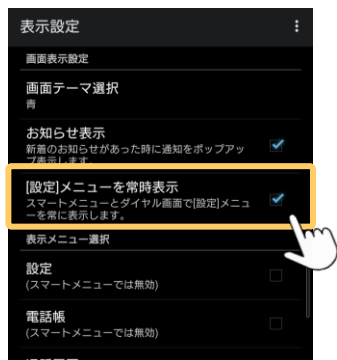 表示設定
画面表示設定
画面テーマ選択
青
お知らせ表示
新着のお知らせがあった時に通知をポップアッ
プ表示します。
[設定]メニューを常時表示
スマートメニューとダイヤル画面で[設定]メニュ
ーを常に表示します。
表示メニュー選択
設定
(スマートメニューでは無効)
電話帳
(スマートメニューでは無効)